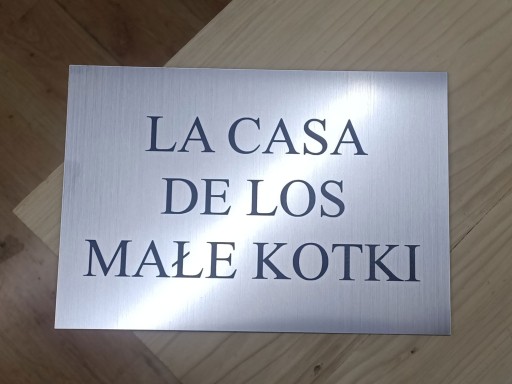 LA CASA
DE LOS
MAŁE KOTKI